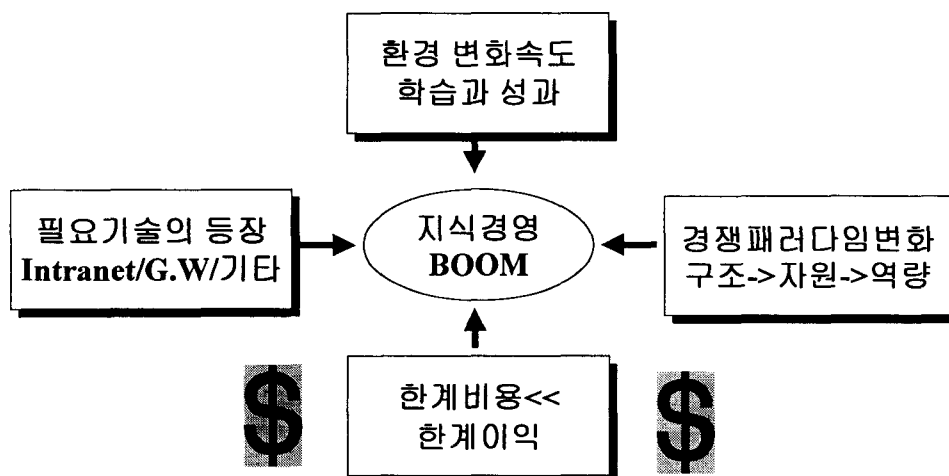 환경 변화속도
학습과 성과
필요기술의 등장
Intranet/G.W/기타
지식경영
BOOM
경쟁패러다임변화
구조->자원->역량
한계비용<<
한계이익
$
$